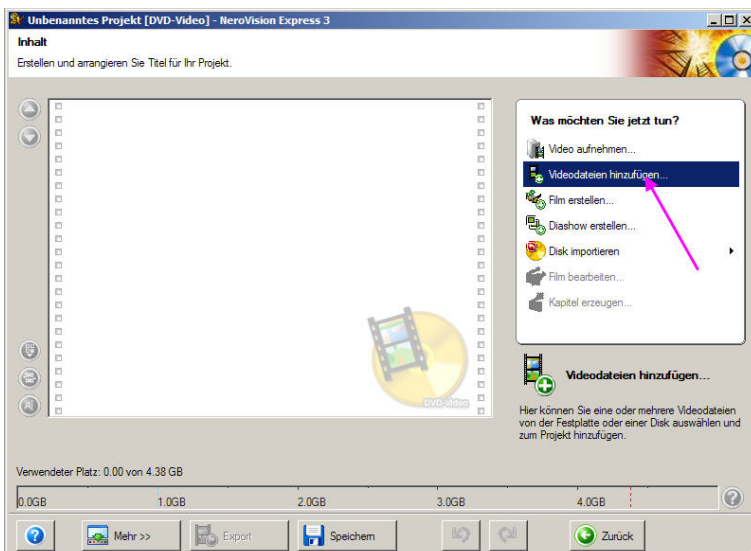 Unbenanntes Projekt [DVD-Video] - NeroVision Express 3
Inhalt
Erstellen und arrangieren Sie Titel für Ihr Projekt.
Was möchten Sie jetzt tun?
Video aufnehmen...
Videodateien hinzufügen...
Film erstellen...
Diashow erstellen...
Disk importieren
Film bearbeiten...
Kapitel erzeugen...
DVD-Video
Videodateien hinzufügen...
Hier können Sie eine oder mehrere Videodateien
von der Festplatte oder einer Disk auswählen und
zum Projekt hinzufügen.
Verwendeter Platz: 0.00 von 4.38 GB
0.0GB 1.0GB 2.0GB 3.0GB 4.0GB
Mehr >> Export Speichern Zurück